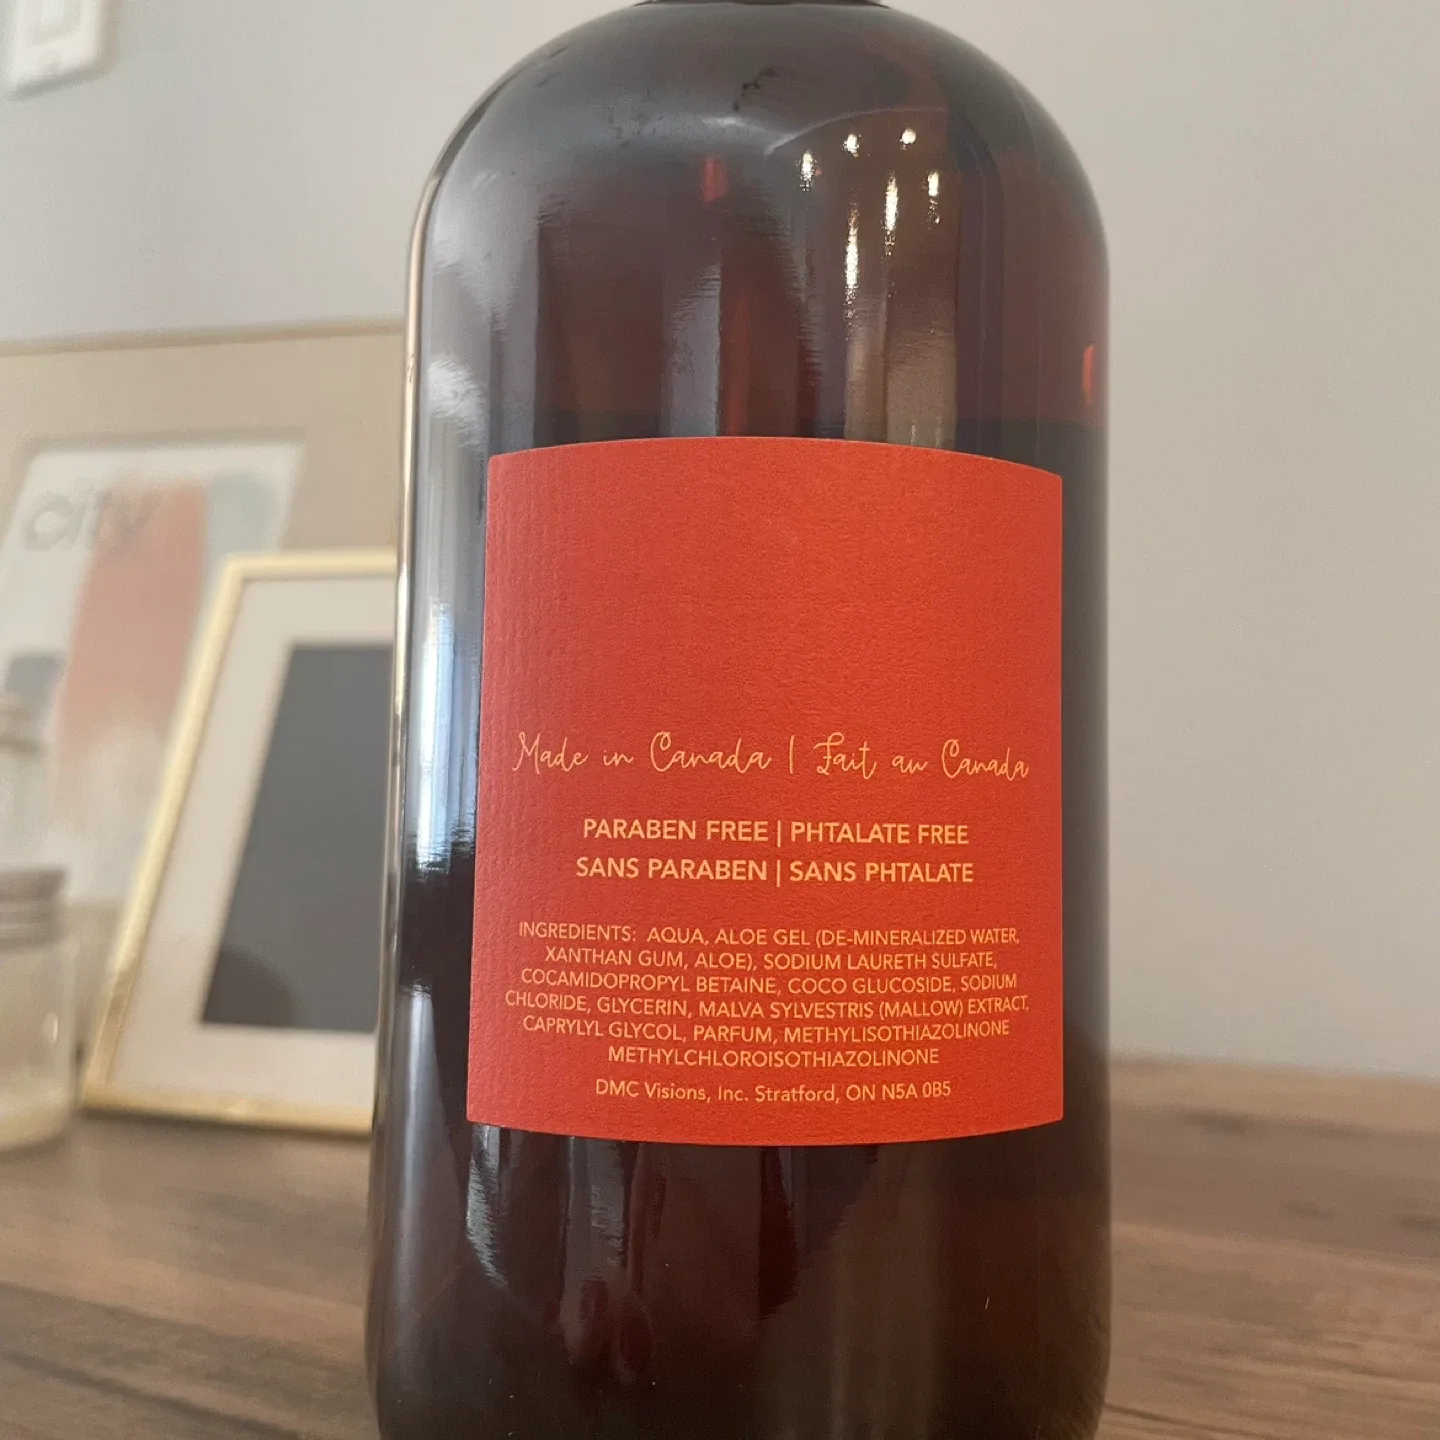 city
Made in Canada | Fait au Canada
PARABEN FREE | PHTALATE FREE
SANS PARABEN | SANS PHTALATE
INGREDIENTS: AQUA, ALOE GEL (DE-MINERALIZED WATER,
XANTHAN GUM, ALOE), SODIUM LAURETH SULFATE,
COCAMIDOPROPYL BETAINE, COCO GLUCOSIDE, SODIUM
CHLORIDE, GLYCERIN, MALVA SYLVESTRIS (MALLOW) EXTRACT,
CAPRYLYL GLYCOL, PARFUM, METHYLISOTHIAZOLINONE
METHYLCHLOROISOTHIAZOLINONE
DMC Visions, Inc. Stratford, ON N5A 0B5